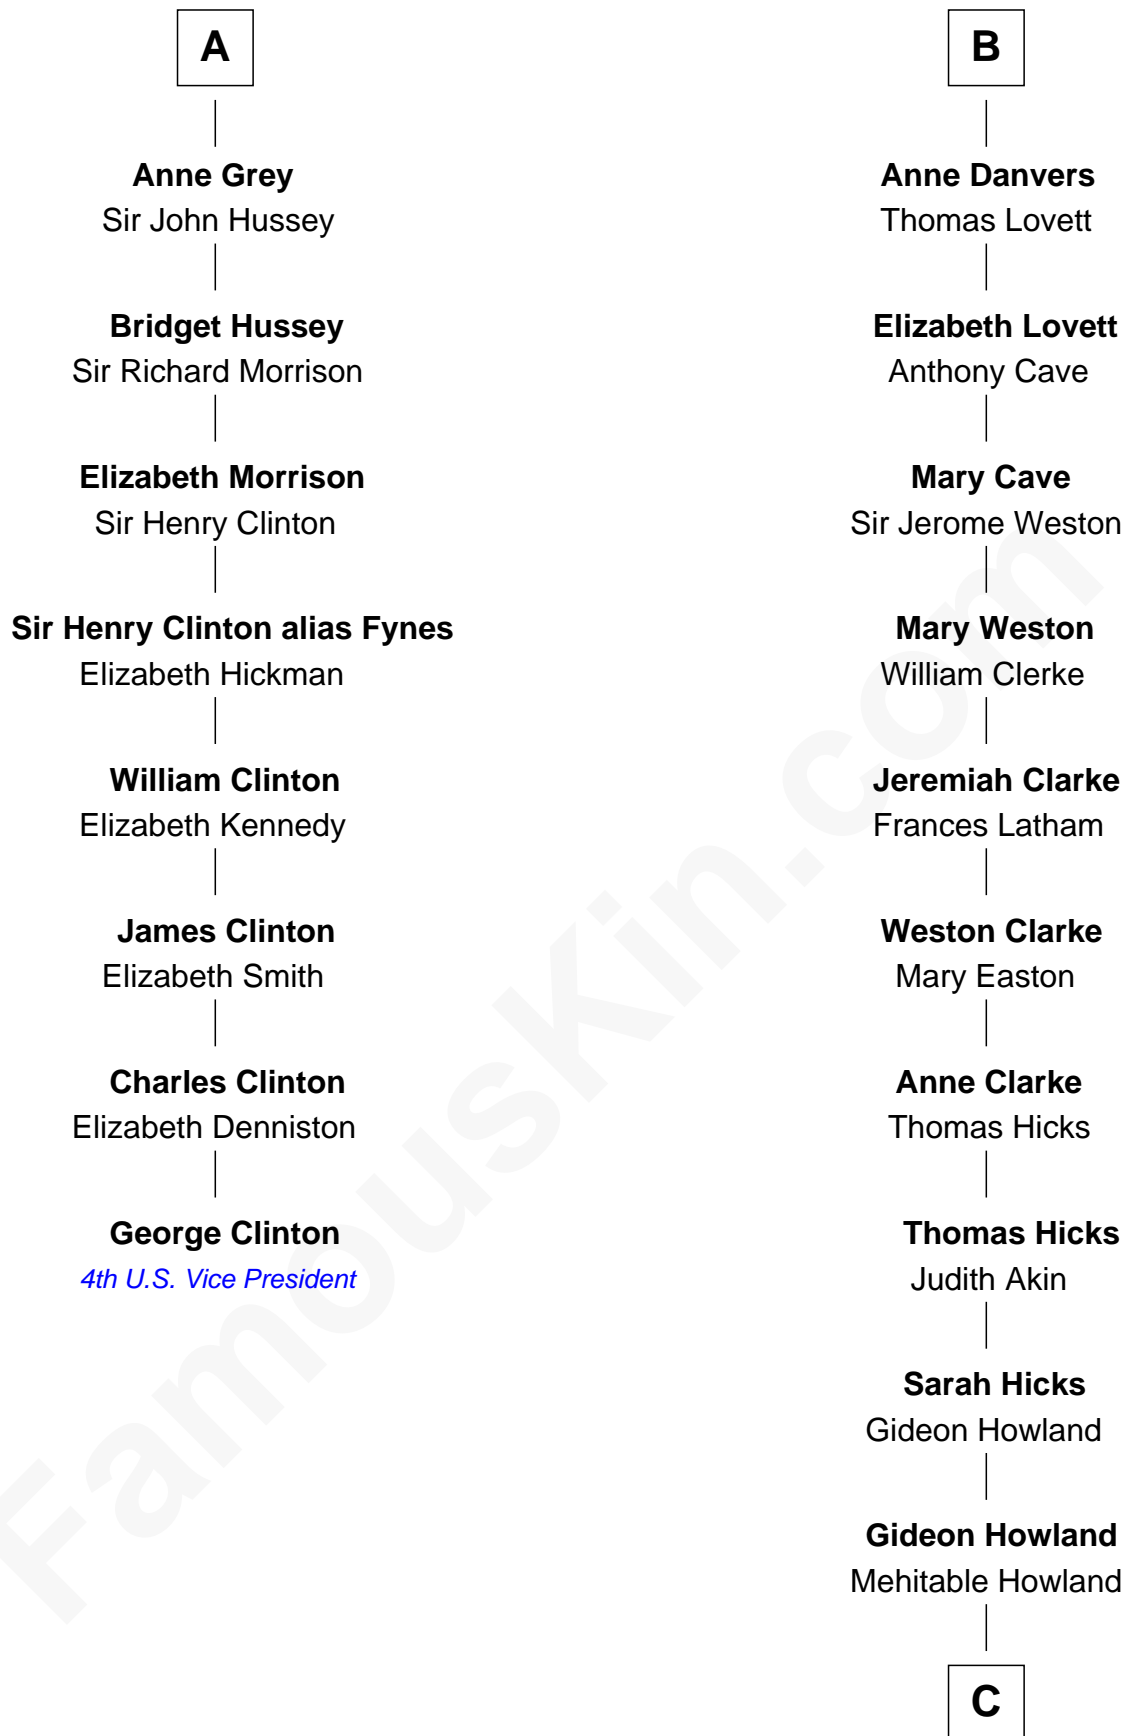 A
Anne Grey
Sir John Hussey
Bridget Hussey
Sir Richard Morrison
Elizabeth Morrison
Sir Henry Clinton
Sir Henry Clinton alias Fynes
Elizabeth Hickman
William Clinton
Elizabeth Kennedy
James Clinton
Elizabeth Smith
Charles Clinton
Elizabeth Denniston
George Clinton
4th U.S. Vice President
B
Anne Danvers
Thomas Lovett
Elizabeth Lovett
Anthony Cave
Mary Cave
Sir Jerome Weston
Mary Weston
William Clerke
Jeremiah Clarke
Frances Latham
Weston Clarke
Mary Easton
Anne Clarke
Thomas Hicks
Thomas Hicks
Judith Akin
Sarah Hicks
Gideon Howland
Gideon Howland
Mehitable Howland
C
FamousKin.com